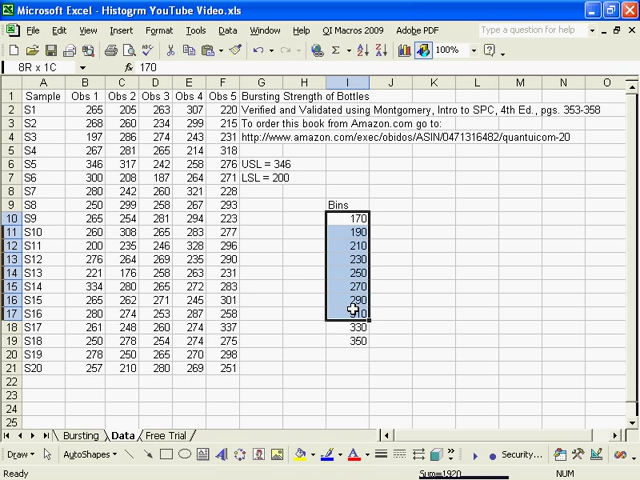 Microsoft Excel - Histogrm YouTube Video.xls
File Edit View Insert Format Tools Data Window Help QI Macros 2009 Adobe PDF Type a question for help
100%
8R x 1C fx 170
A B C D E F G H I J K L M N O
1 Sample Obs 1 Obs 2 Obs 3 Obs 4 Obs 5 Bursting Strength of Bottles
2 S1 265 205 263 307 220 Verified and Validated using Montgomery, Intro to SPC, 4th Ed., pgs. 353-358
3 S2 268 260 234 299 215 To order this book from Amazon.com go to:
4 S3 197 286 274 243 231 http://www.amazon.com/exec/obidos/ASIN/0471316482/quantuicom-20
5 S4 267 281 265 214 318
6 S5 346 317 242 258 276 USL = 346
7 S6 300 208 187 264 271 LSL = 200
8 S7 280 242 260 321 228
9 S8 250 299 258 267 293 Bins
10 S9 265 254 281 294 223 170
11 S10 260 308 265 283 277 190
12 S11 200 235 246 328 296 210
13 S12 276 264 269 235 290 230
14 S13 221 176 258 263 231 250
15 S14 334 280 265 272 283 270
16 S15 265 262 271 245 301 290
17 S16 280 274 253 287 258 310
18 S17 261 248 260 274 337 330
19 S18 250 278 254 274 275 350
20 S19 278 250 265 270 298
21 S20 257 210 280 269 251
22
23
24
25
Bursting Data Free Trial
Draw AutoShapes Security...
Ready Sum=1920 NUM